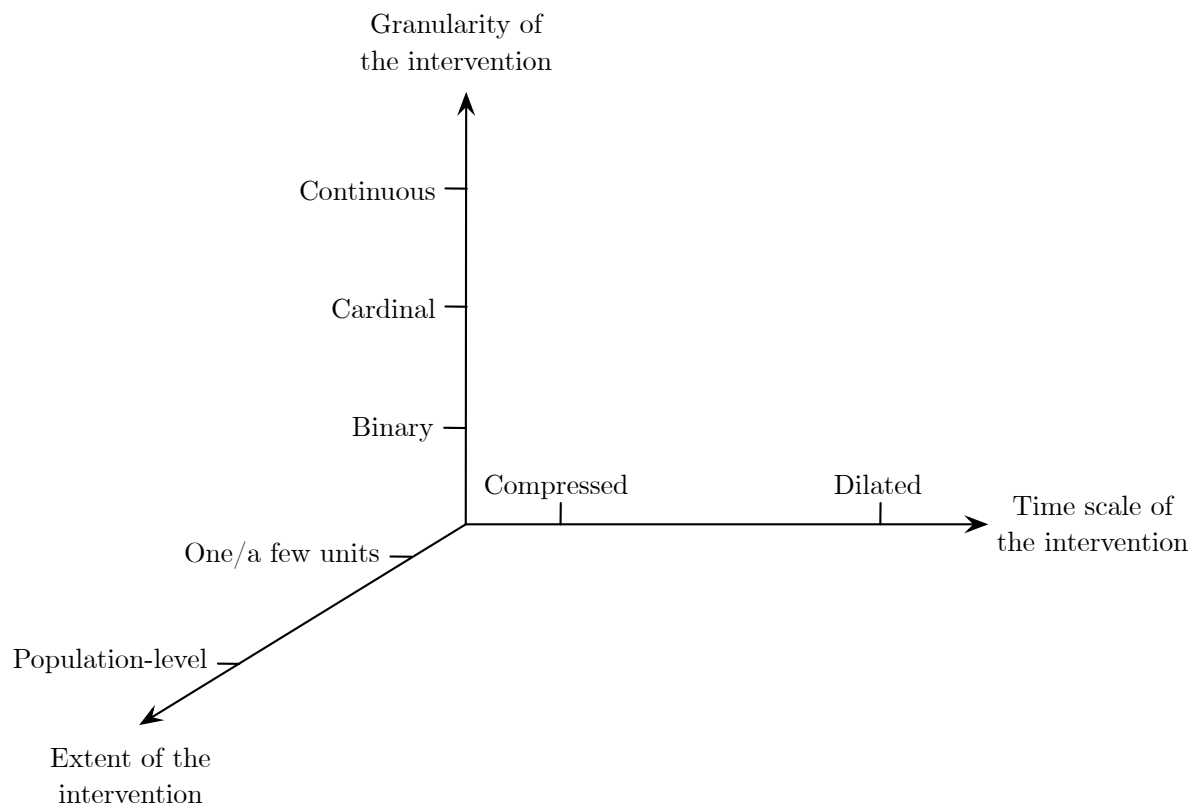 Granularity of
the intervention
Continuous
Cardinal
Binary
Compressed
Dilated
Time scale of
the intervention
One/a few units
Population-level
Extent of the
intervention